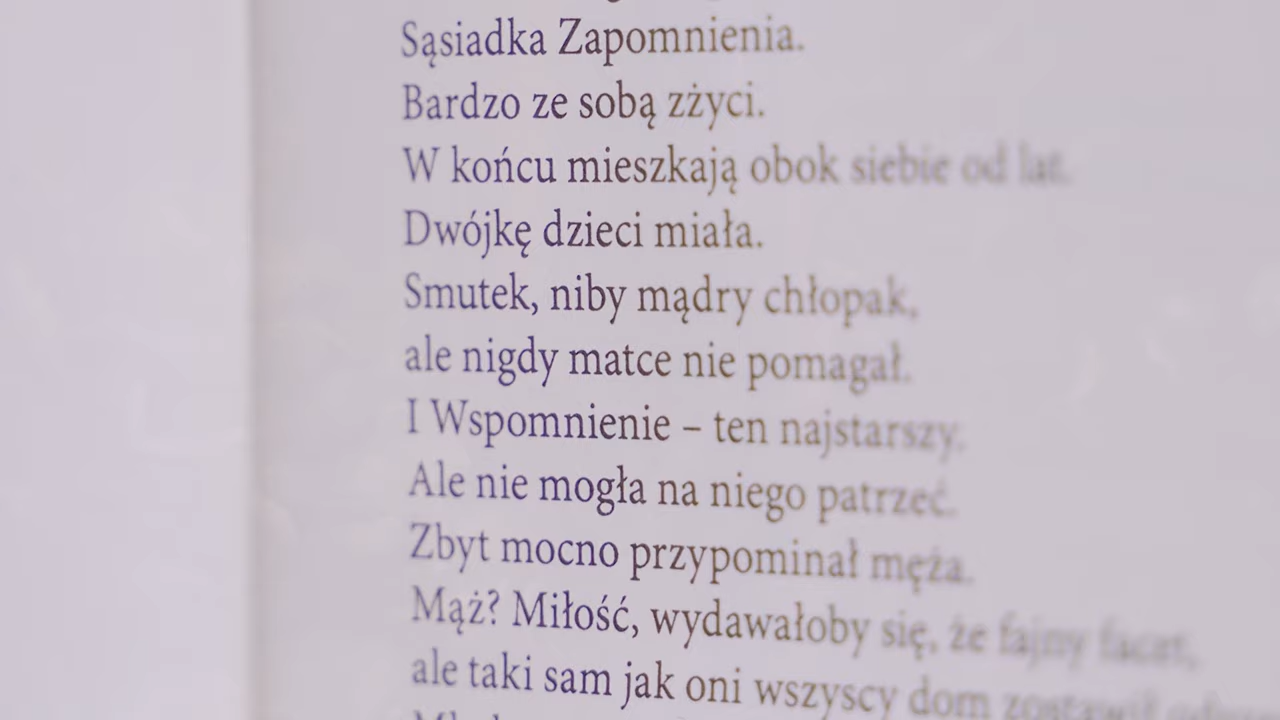 Sąsiadka Zapomnienia.
Bardzo ze sobą zżyci.
W końcu mieszkają obok siebie od lat.
Dwójkę dzieci miała.
Smutek, niby mądry chłopak,
ale nigdy matce nie pomagał.
I Wspomnienie – ten najstarszy.
Ale nie mogła na niego patrzeć.
Zbyt mocno przypominał męża.
Mąż? Miłość, wydawałoby się, że fajny facet,
ale taki sam jak oni wszyscy dom zostawił